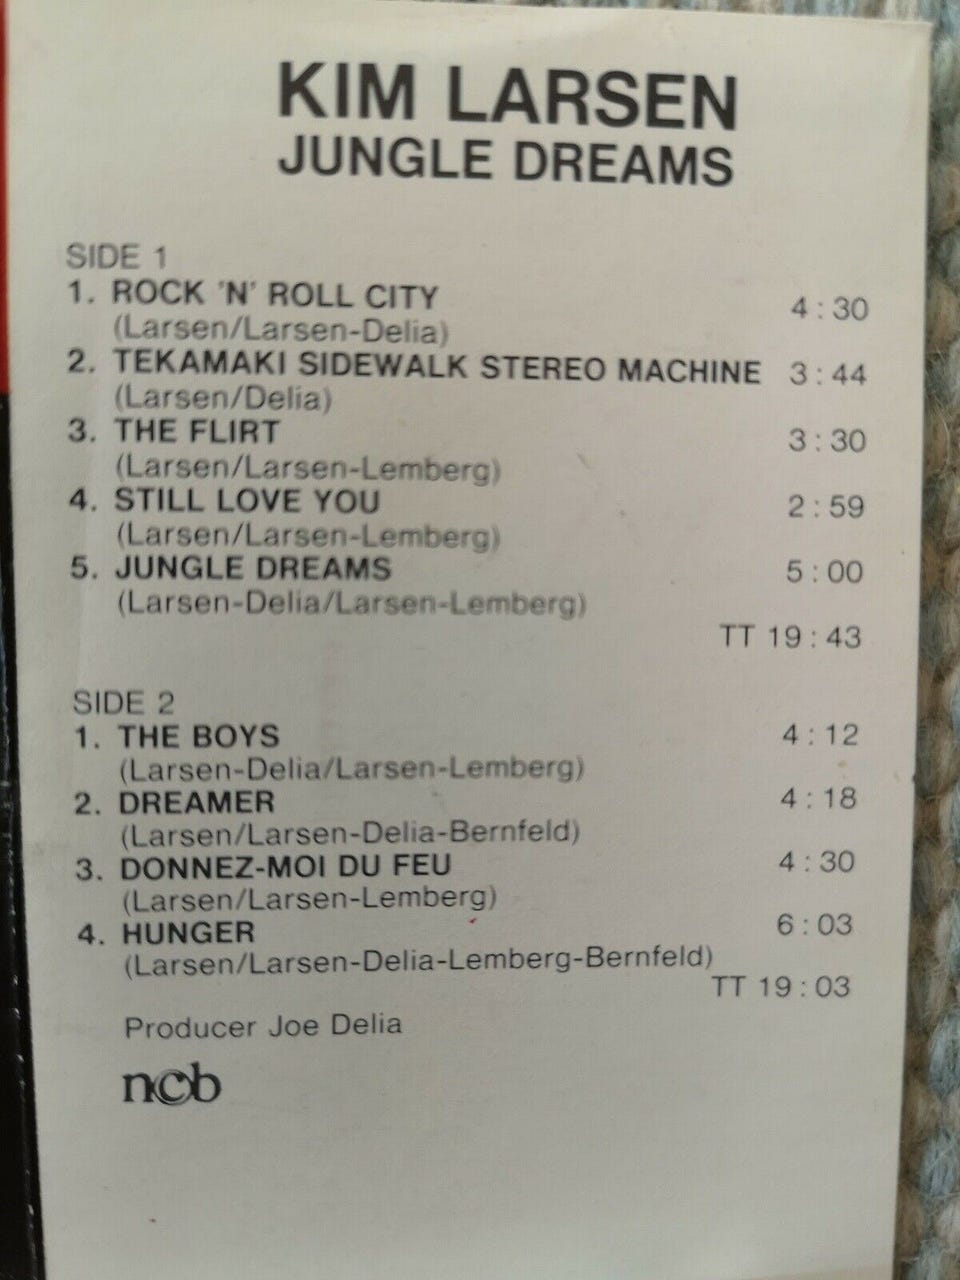 KIM LARSEN
JUNGLE DREAMS
SIDE 1
1. ROCK 'N' ROLL CITY 4:30
(Larsen/Larsen-Delia)
2. TEKAMAKI SIDEWALK STEREO MACHINE 3:44
(Larsen/Delia)
3. THE FLIRT 3:30
(Larsen/Larsen-Lemberg)
4. STILL LOVE YOU 2:59
(Larsen/Larsen-Lemberg)
5. JUNGLE DREAMS 5:00
(Larsen-Delia/Larsen-Lemberg)
TT 19:43
SIDE 2
1. THE BOYS 4:12
(Larsen-Delia/Larsen-Lemberg)
2. DREAMER 4:18
(Larsen/Larsen-Delia-Bernfeld)
3. DONNEZ-MOI DU FEU 4:30
(Larsen/Larsen-Lemberg)
4. HUNGER 6:03
(Larsen/Larsen-Delia-Lemberg-Bernfeld)
TT 19:03
Producer Joe Delia
ncb